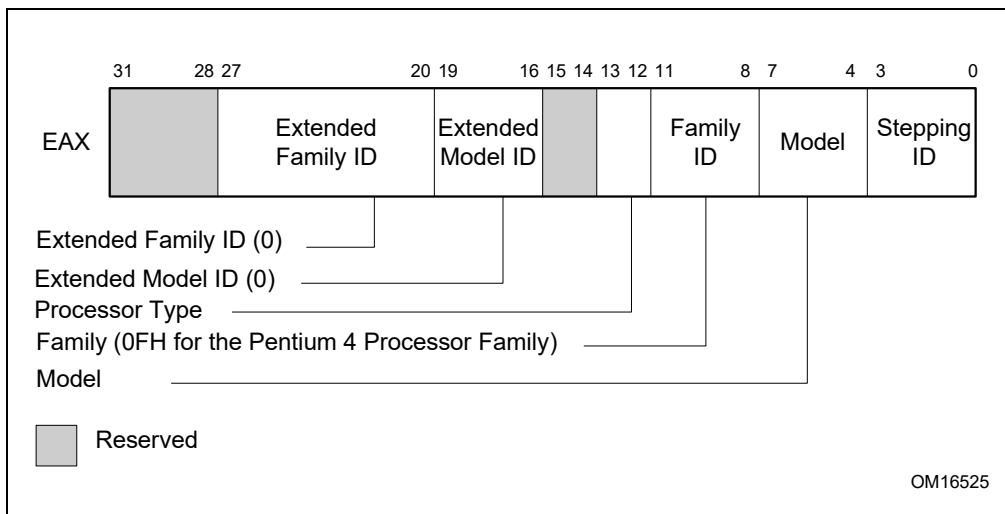 31 28 27 20 19 16 15 14 13 12 11 8 7 4 3 0
EAX
Extended
Family ID
Extended
Model ID
Family
ID
Model
Stepping
ID
Extended Family ID (0)
Extended Model ID (0)
Processor Type
Family (0FH for the Pentium 4 Processor Family)
Model
Reserved
OM16525